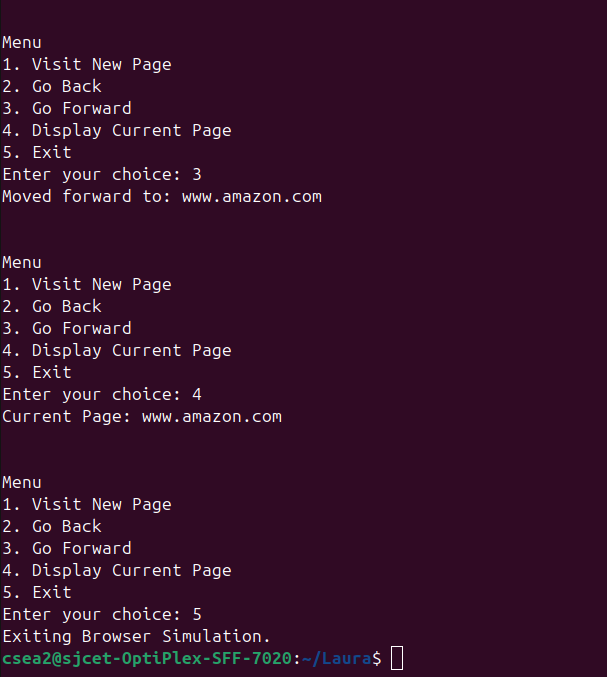 Menu
1. Visit New Page
2. Go Back
3. Go Forward
4. Display Current Page
5. Exit
Enter your choice: 3
Moved forward to: www.amazon.com
Menu
1. Visit New Page
2. Go Back
3. Go Forward
4. Display Current Page
5. Exit
Enter your choice: 4
Current Page: www.amazon.com
Menu
1. Visit New Page
2. Go Back
3. Go Forward
4. Display Current Page
5. Exit
Enter your choice: 5
Exiting Browser Simulation.
csea2@sjcet-OptiPlex-SFF-7020:~/Laura$